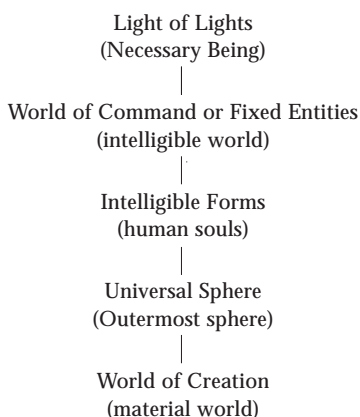 Light of Lights
(Necessary Being)
World of Command or Fixed Entities
(intelligible world)
Intelligible Forms
(human souls)
Universal Sphere
(Outermost sphere)
World of Creation
(material world)